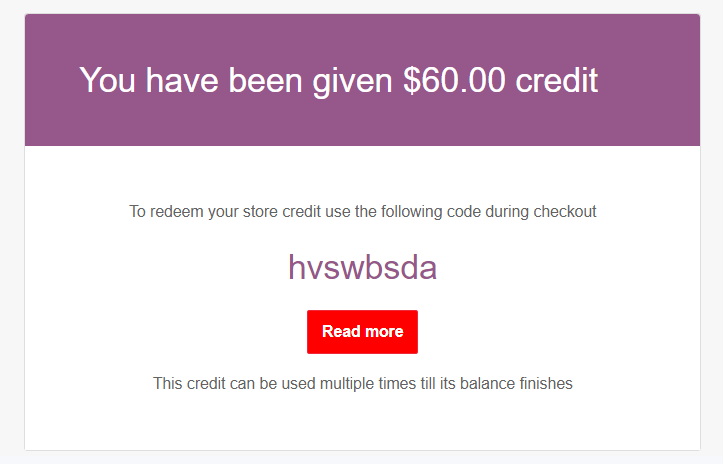 You have been given $60.00 credit
To redeem your store credit use the following code during checkout
hvswbsda
Read more
This credit can be used multiple times till its balance finishes